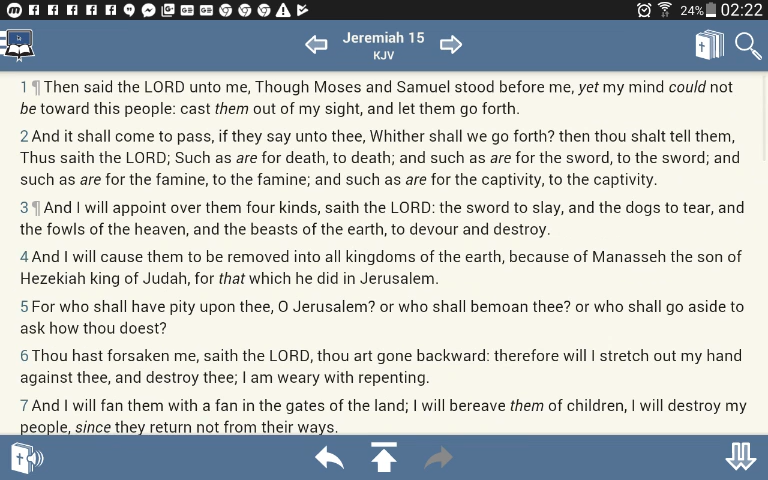 24% 02:22
Jeremiah 15
KJV
1 ¶ Then said the LORD unto me, Though Moses and Samuel stood before me, yet my mind could not
be toward this people: cast them out of my sight, and let them go forth.
2 And it shall come to pass, if they say unto thee, Whither shall we go forth? then thou shalt tell them,
Thus saith the LORD; Such as are for death, to death; and such as are for the sword, to the sword; and
such as are for the famine, to the famine; and such as are for the captivity, to the captivity.
3 ¶ And I will appoint over them four kinds, saith the LORD: the sword to slay, and the dogs to tear, and
the fowls of the heaven, and the beasts of the earth, to devour and destroy.
4 And I will cause them to be removed into all kingdoms of the earth, because of Manasseh the son of
Hezekiah king of Judah, for that which he did in Jerusalem.
5 For who shall have pity upon thee, O Jerusalem? or who shall bemoan thee? or who shall go aside to
ask how thou doest?
6 Thou hast forsaken me, saith the LORD, thou art gone backward: therefore will I stretch out my hand
against thee, and destroy thee; I am weary with repenting.
7 And I will fan them with a fan in the gates of the land; I will bereave them of children, I will destroy my
people, since they return not from their ways.